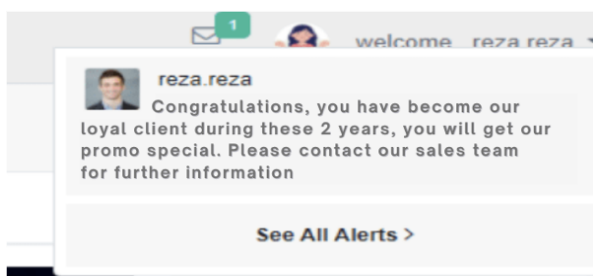 1
welcome reza reza
reza.reza
Congratulations, you have become our
loyal client during these 2 years, you will get our
promo special. Please contact our sales team
for further information
See All Alerts >